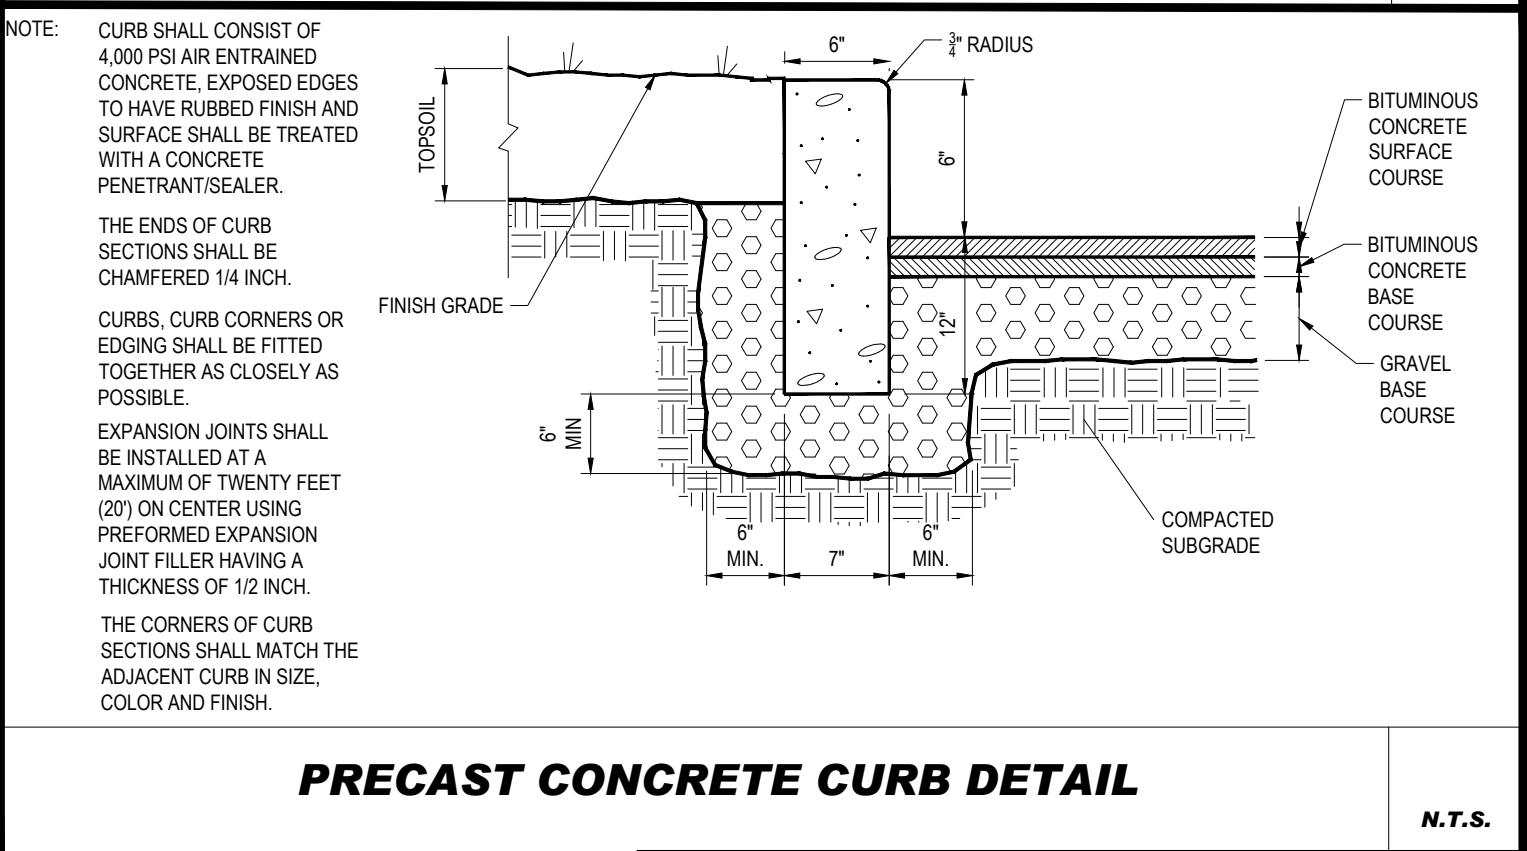 NOTE:
CURB SHALL CONSIST OF
4,000 PSI AIR ENTRAINED
CONCRETE, EXPOSED EDGES
TO HAVE RUBBED FINISH AND
SURFACE SHALL BE TREATED
WITH A CONCRETE
PENETRANT/SEALER.
THE ENDS OF CURB
SECTIONS SHALL BE
CHAMFERED 1/4 INCH.
CURBS, CURB CORNERS OR
EDGING SHALL BE FITTED
TOGETHER AS CLOSELY AS
POSSIBLE.
EXPANSION JOINTS SHALL
BE INSTALLED AT A
MAXIMUM OF TWENTY FEET
(20') ON CENTER USING
PREFORMED EXPANSION
JOINT FILLER HAVING A
THICKNESS OF 1/2 INCH.
THE CORNERS OF CURB
SECTIONS SHALL MATCH THE
ADJACENT CURB IN SIZE,
COLOR AND FINISH.
TOPSOIL
FINISH GRADE
6"
3/4" RADIUS
6"
12"
6"
MIN
6"
MIN.
7"
6"
MIN.
BITUMINOUS
CONCRETE
SURFACE
COURSE
BITUMINOUS
CONCRETE
BASE
COURSE
GRAVEL
BASE
COURSE
COMPACTED
SUBGRADE
PRECAST CONCRETE CURB DETAIL
N.T.S.